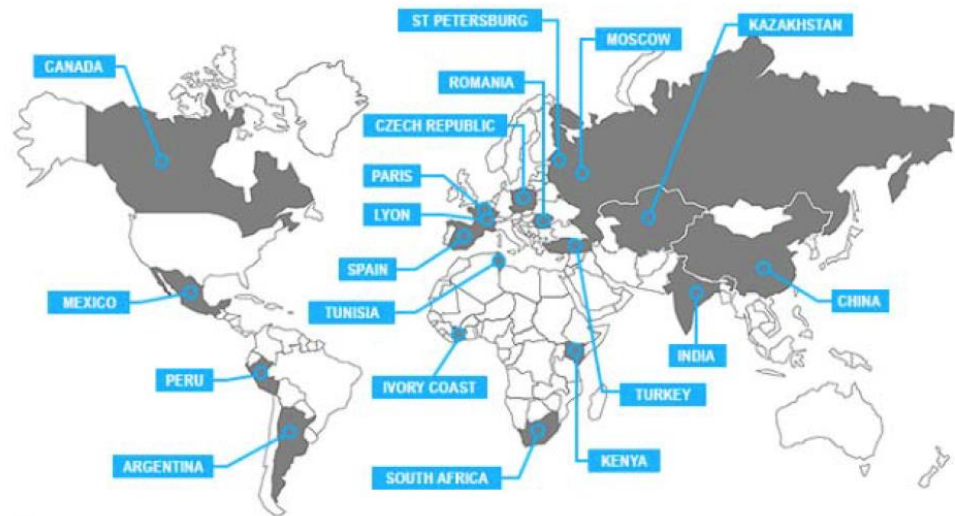 ST PETERSBURG
KAZAKHSTAN
MOSCOW
CANADA
ROMANIA
CZECH REPUBLIC
PARIS
LYON
SPAIN
MEXICO
TUNISIA
CHINA
INDIA
PERU
IVORY COAST
TURKEY
ARGENTINA
KENYA
SOUTH AFRICA